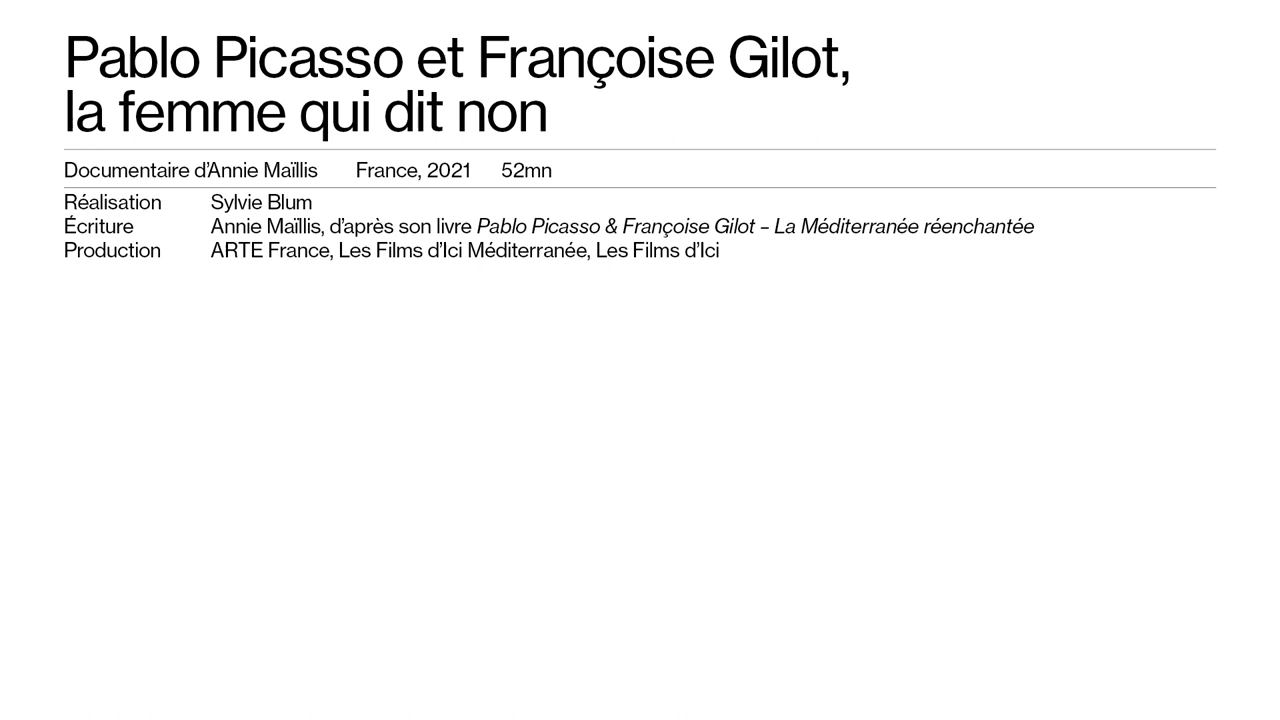 Pablo Picasso et Françoise Gilot,
la femme qui dit non
Documentaire d’Annie Maïllis France, 2021 52mn
Réalisation Sylvie Blum
Écriture Annie Maïllis, d’après son livre Pablo Picasso & Françoise Gilot – La Méditerranée réenchantée
Production ARTE France, Les Films d’Ici Méditerranée, Les Films d’Ici